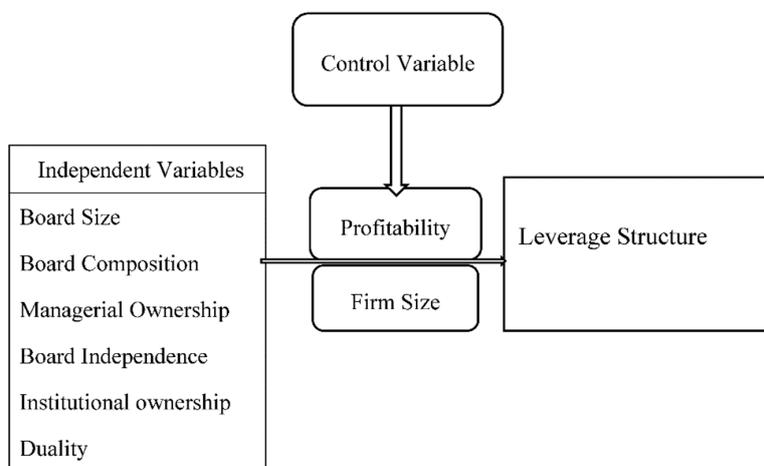 Control Variable
Independent Variables
Board Size
Board Composition
Managerial Ownership
Board Independence
Institutional ownership
Duality
Profitability
Firm Size
Leverage Structure